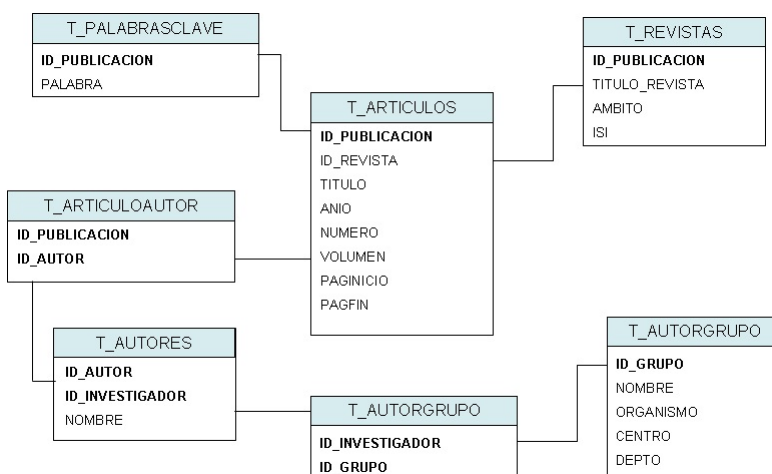 T_PALABRASCLAVE
ID_PUBLICACION
PALABRA
T_REVISTAS
ID_PUBLICACION
TITULO_REVISTA
AMBITO
ISI
T_ARTICULOS
ID_PUBLICACION
ID_REVISTA
TITULO
ANIO
NUMERO
VOLUMEN
PAGINICIO
PAGFIN
T_ARTICULOAUTOR
ID_PUBLICACION
ID_AUTOR
T_AUTORES
ID_AUTOR
ID_INVESTIGADOR
NOMBRE
T_AUTORGRUPO
ID_INVESTIGADOR
ID_GRUPO
T_AUTORGRUPO
ID_GRUPO
NOMBRE
ORGANISMO
CENTRO
DEPTO